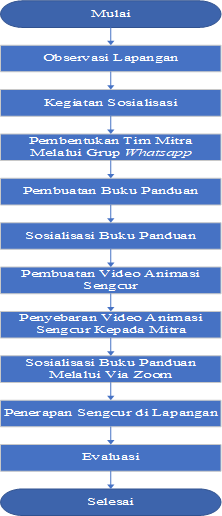 Mulai
Observasi Lapangan
Kegiatan Sosialisasi
Pembentukan Tim Mitra
Melalui Grup Whatsapp
Pembuatan Buku Panduan
Sosialisasi Buku Panduan
Pembuatan Video Animasi
Sengcur
Penyebaran Video Animasi
Sengcur Kepada Mitra
Sosialisasi Buku Panduan
Melalui Via Zoom
Penerapan Sengcur di Lapangan
Evaluasi
Selesai